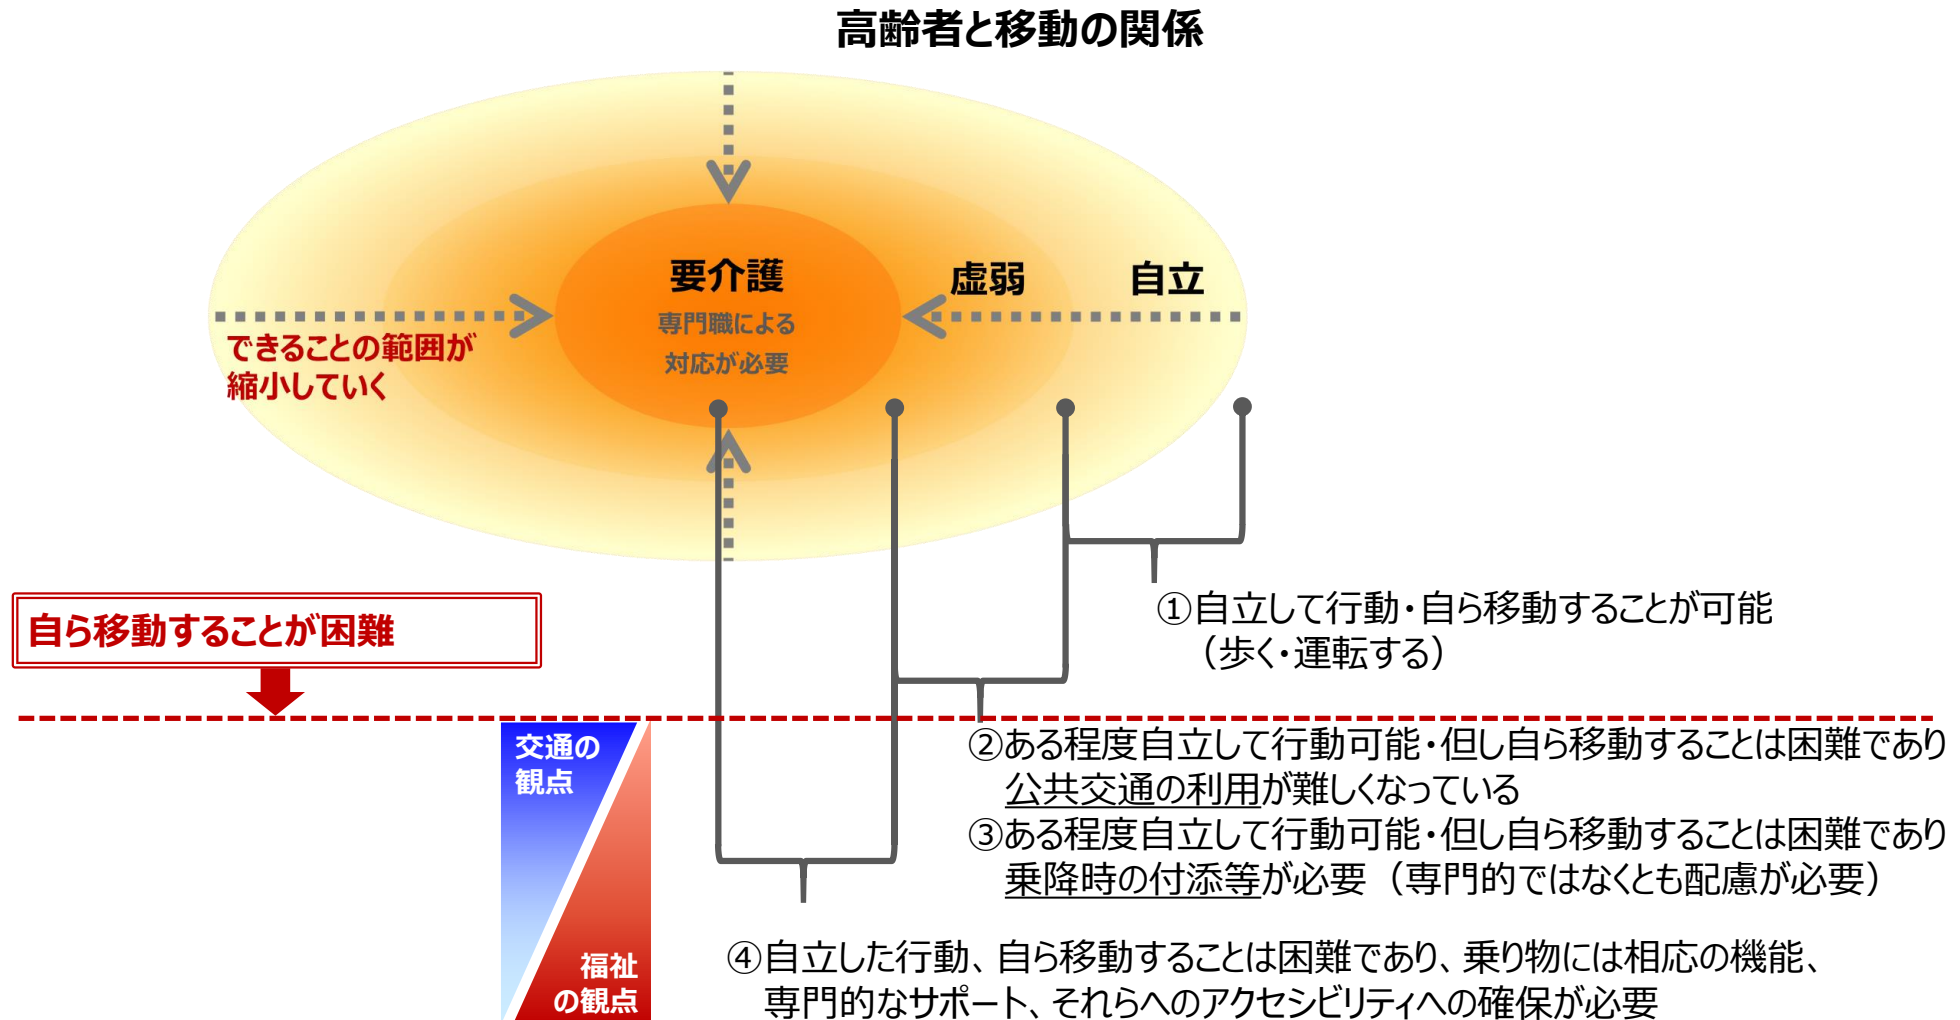 高齢者と移動の関係
要介護
専門職による
対応が必要
虚弱
自立
できることの範囲が
縮小していく
①自立して行動・自ら移動することが可能
（歩く・運転する）
自ら移動することが困難
交通の
観点
福祉
の観点
②ある程度自立して行動可能・但し自ら移動することは困難であり
公共交通の利用が難しくなっている
③ある程度自立して行動可能・但し自ら移動することは困難であり
乗降時の付添等が必要（専門的ではなくとも配慮が必要）
④自立した行動、自ら移動することは困難であり、乗り物には相応の機能、
専門的なサポート、それらへのアクセシビリティへの確保が必要